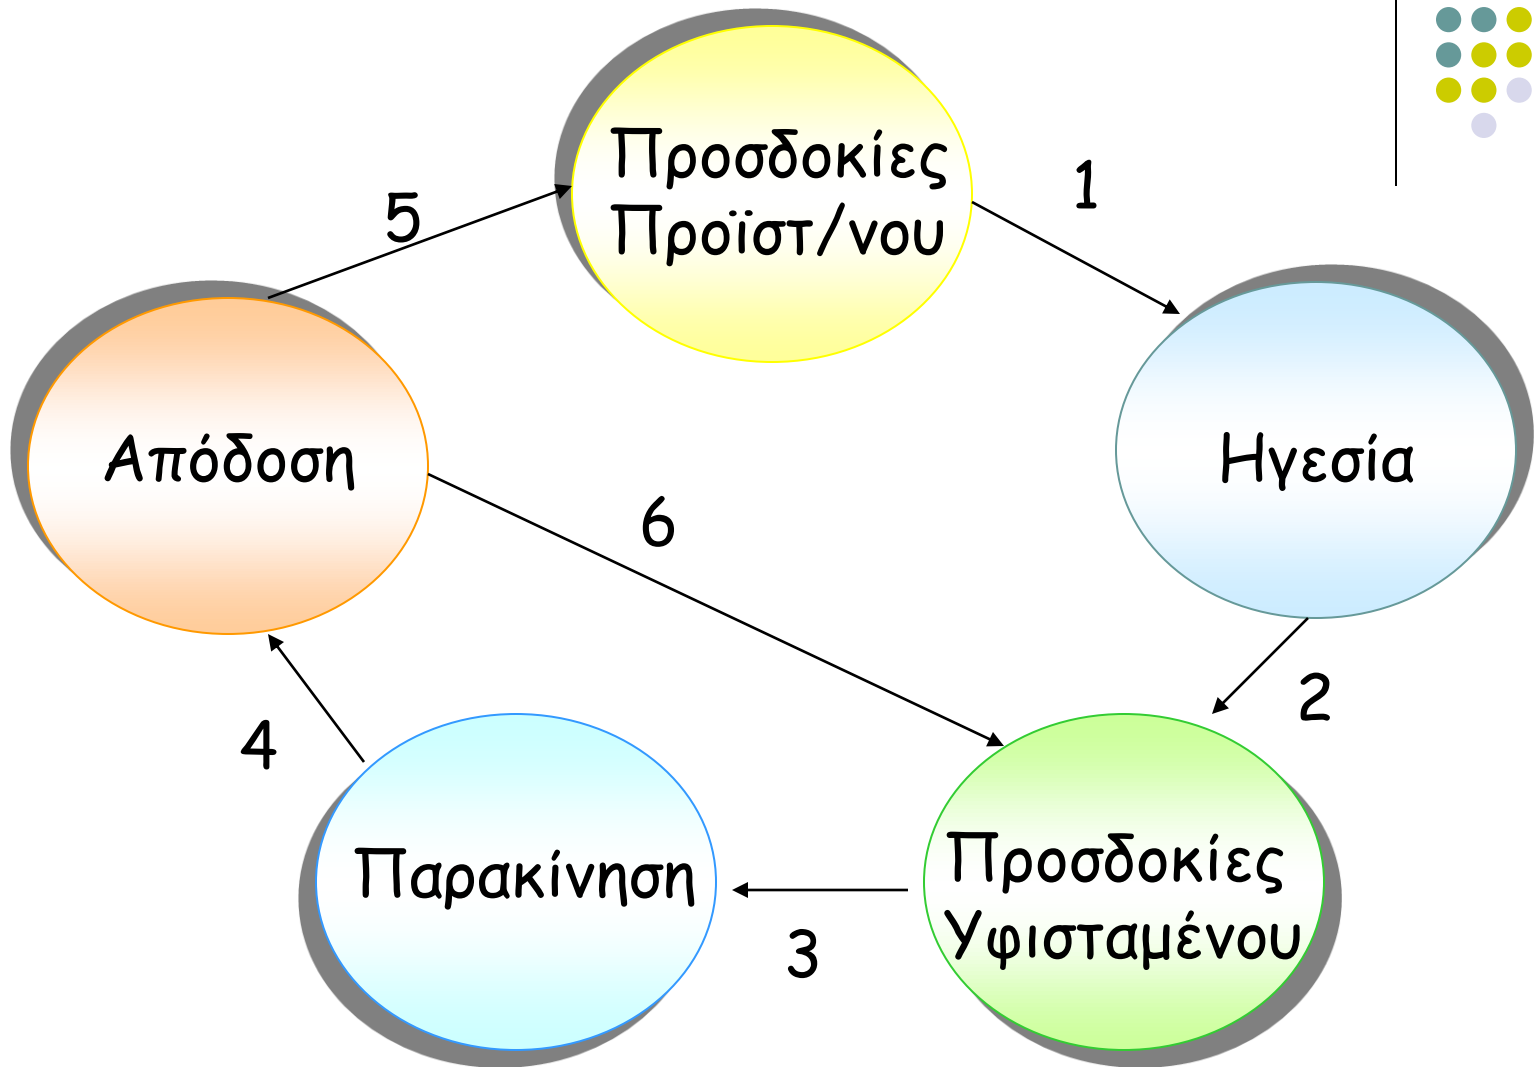 Προσδοκίες
Προϊστ/νου
1
5
Απόδοση
Ηγεσία
6
2
4
Παρακίνηση
Προσδοκίες
Υφισταμένου
3